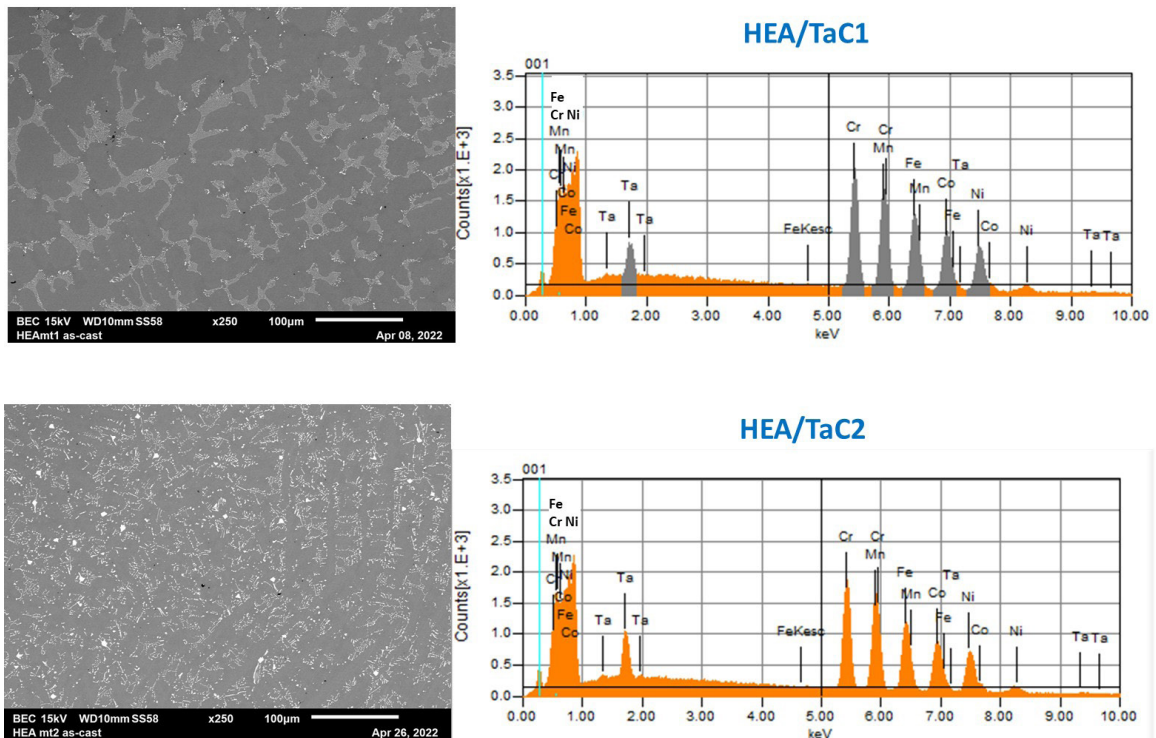 HEA/TaC1
001
Counts[x1.E+3]
3.5
3.0
2.5
2.0
1.5
1.0
0.5
0.0
Fe
Cr Ni
Mn
Mn
Cr Ni
Co
Fe
Co
Ta
Ta
Ta
FeKesc
Cr
Cr
Mn
Fe
Mn
Ta
Co
Fe
Ni
Co
Ni
Ta Ta
0.00 1.00 2.00 3.00 4.00 5.00 6.00 7.00 8.00 9.00 10.00
keV
BEC 15kV WD10mm SS58 x250 100µm
HEAmt1 as-cast Apr 08, 2022
HEA/TaC2
001
Counts[x1.E+3]
3.5
3.0
2.5
2.0
1.5
1.0
0.5
0.0
Fe
Cr Ni
Mn
Mn
Cr Ni
Co
Fe
Co
Ta
Ta
Ta
FeKesc
Cr
Cr
Mn
Fe
Mn
Ta
Co
Fe
Ni
Co
Ni
Ta Ta
0.00 1.00 2.00 3.00 4.00 5.00 6.00 7.00 8.00 9.00 10.00
keV
BEC 15kV WD10mm SS58 x250 100µm
HEA mt2 as-cast Apr 26, 2022